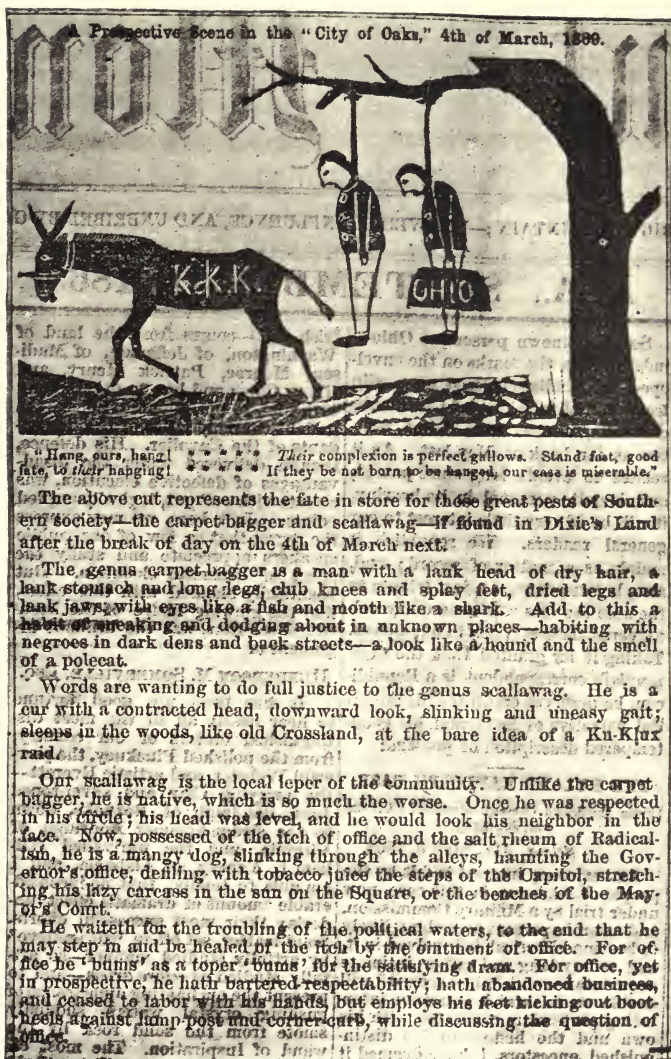 A Prospective Scene in the "City of Oaks," 4th of March, 1869.
K.K.K.
OHIO
"Hang, curs, hang! * * * * * Their complexion is perfect gallows. Stand fast, good
fate, to their hanging! * * * * * If they be not born to be hanged, our case is miserable."
The above cut represents the fate in store for those great pests of South-
ern society—the carpet-bagger and scallawag—if found in Dixie's Land
after the break of day on the 4th of March next.
The genus carpet-bagger is a man with a lank head of dry hair, a
lank stomach and long legs, club knees and splay feet, dried legs and
lank jaws, with eyes like a fish and mouth like a shark. Add to this a
habit of sneaking and dodging about in unknown places—habiting with
negroes in dark dens and back streets—a look like a hound and the smell
of a polecat.
Words are wanting to do full justice to the genus scallawag. He is a
cur with a contracted head, downward look, slinking and uneasy gait;
sleeps in the woods, like old Crossland, at the bare idea of a Ku-Klux
raid.
Our scallawag is the local leper of the community. Unlike the carpet
bagger, he is native, which is so much the worse. Once he was respected
in his circle; his head was level, and he would look his neighbor in the
face. Now, possessed of the itch of office and the salt rheum of Radical-
ism, he is a mangy dog, slinking through the alleys, haunting the Gov-
ernor's office, defiling with tobacco juice the steps of the Capitol, stretch-
ing his lazy carcass in the sun on the Square, or the benches of the May-
or's Court.
He waiteth for the troubling of the political waters, to the end that he
may step in and be healed of the itch by the ointment of office. For of-
fice he 'bums' as a toper 'bums' for the satisfying dram. For office, yet
in prospective, he hath bartered respectability; hath abandoned business,
and ceased to labor with his hands, but employs his feet kicking out boot-
heels against lamp-post and corner-curb, while discussing the question of
office.